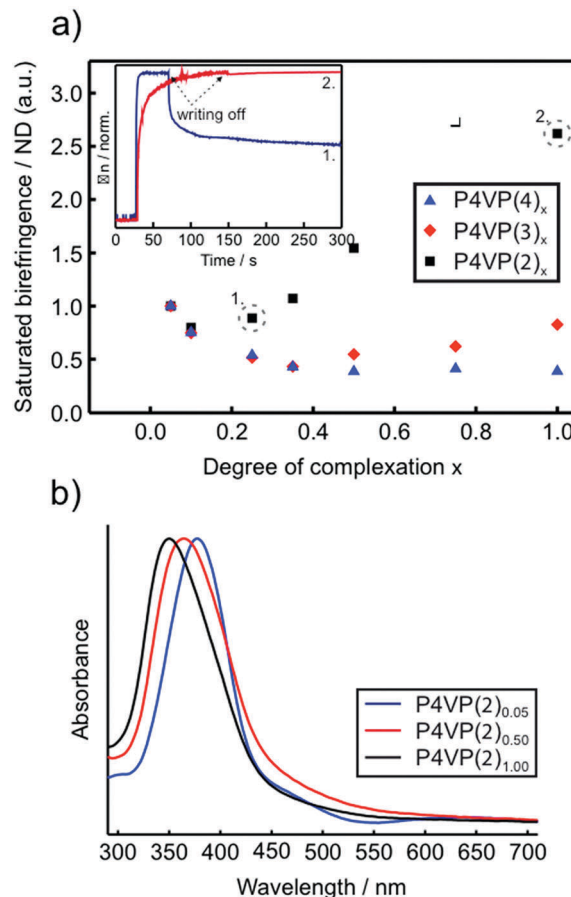 a)
Saturated birefringence / ND (a.u.)
3.0
2.5
2.0
1.5
1.0
0.5
0.0
n / norm.
writing off
2.
1.
0 50 100 150 200 250 300
Time / s
2.
1.
P4VP(4)x
P4VP(3)x
P4VP(2)x
0.0 0.2 0.4 0.6 0.8 1.0
Degree of complexation x
b)
Absorbance
P4VP(2)0.05
P4VP(2)0.50
P4VP(2)1.00
300 350 400 450 500 550 600 650 700
Wavelength / nm